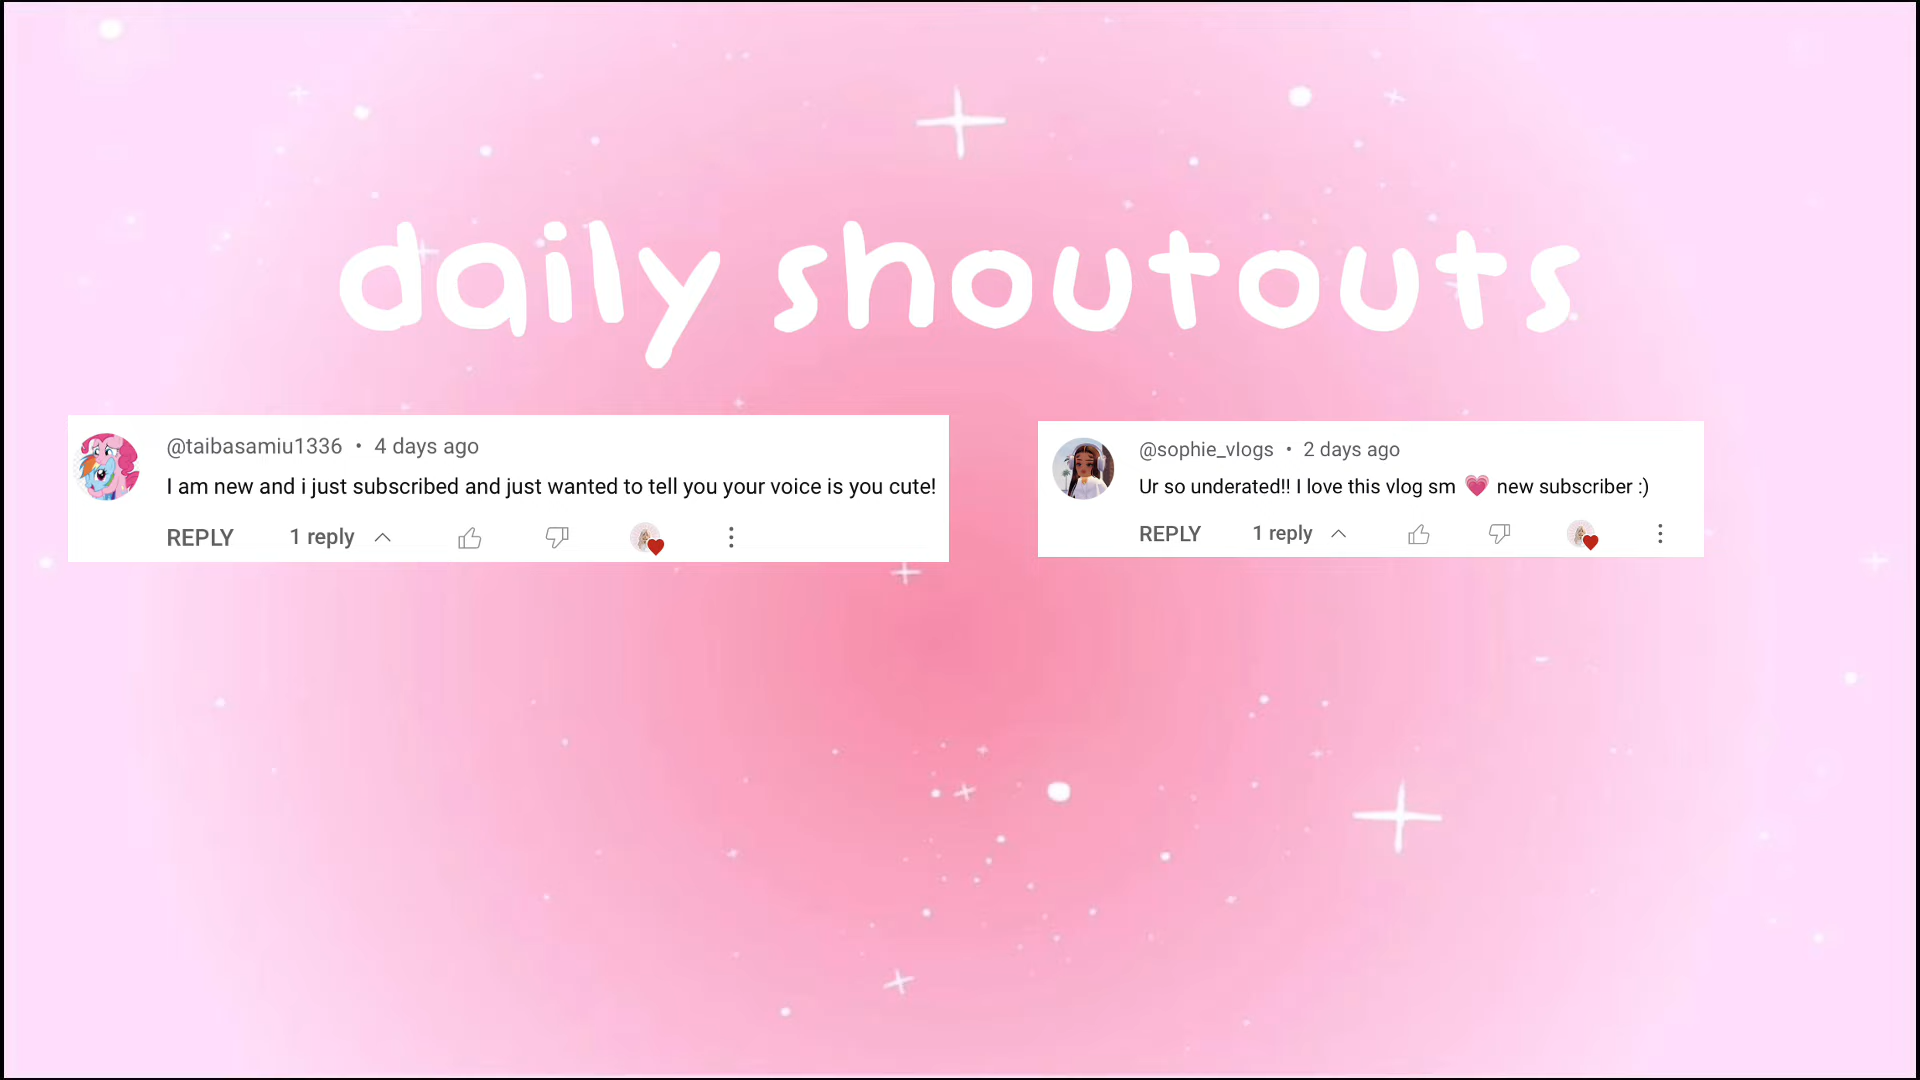 daily shoutouts
@taibasamiu1336 • 4 days ago
I am new and i just subscribed and just wanted to tell you your voice is you cute!
REPLY 1 reply
@sophie_vlogs • 2 days ago
Ur so underated!! I love this vlog sm 💗 new subscriber :)
REPLY 1 reply